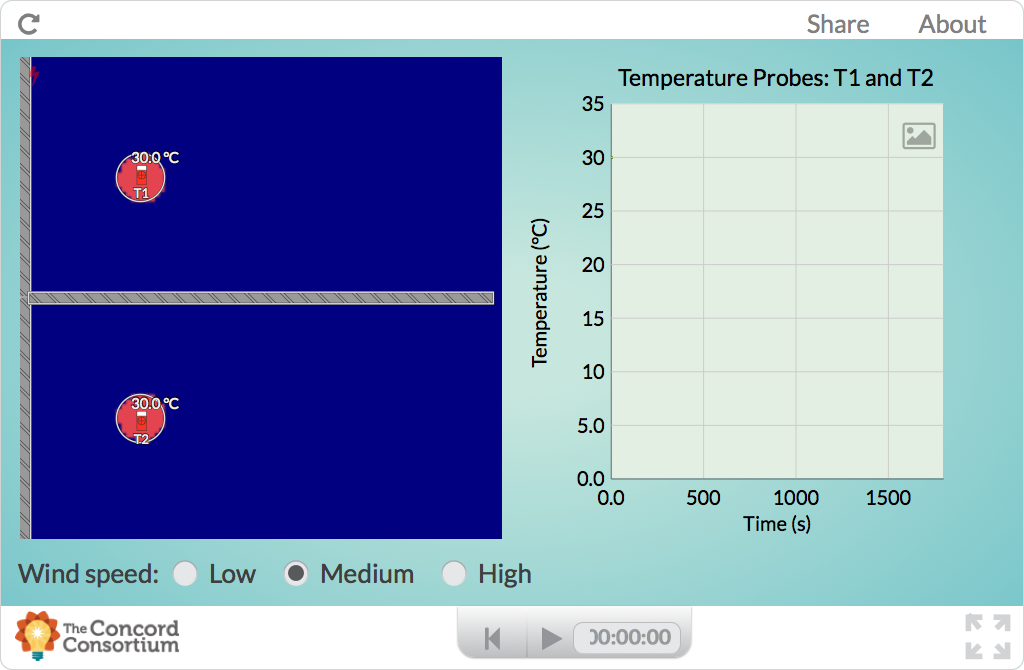 Share About
Temperature Probes: T1 and T2
30.0 °C
T1
30.0 °C
T2
35
30
25
20
15
10
5.0
0.0
Temperature (°C)
0.0 500 1000 1500
Time (s)
Wind speed: Low Medium High
The Concord
Consortium
00:00:00